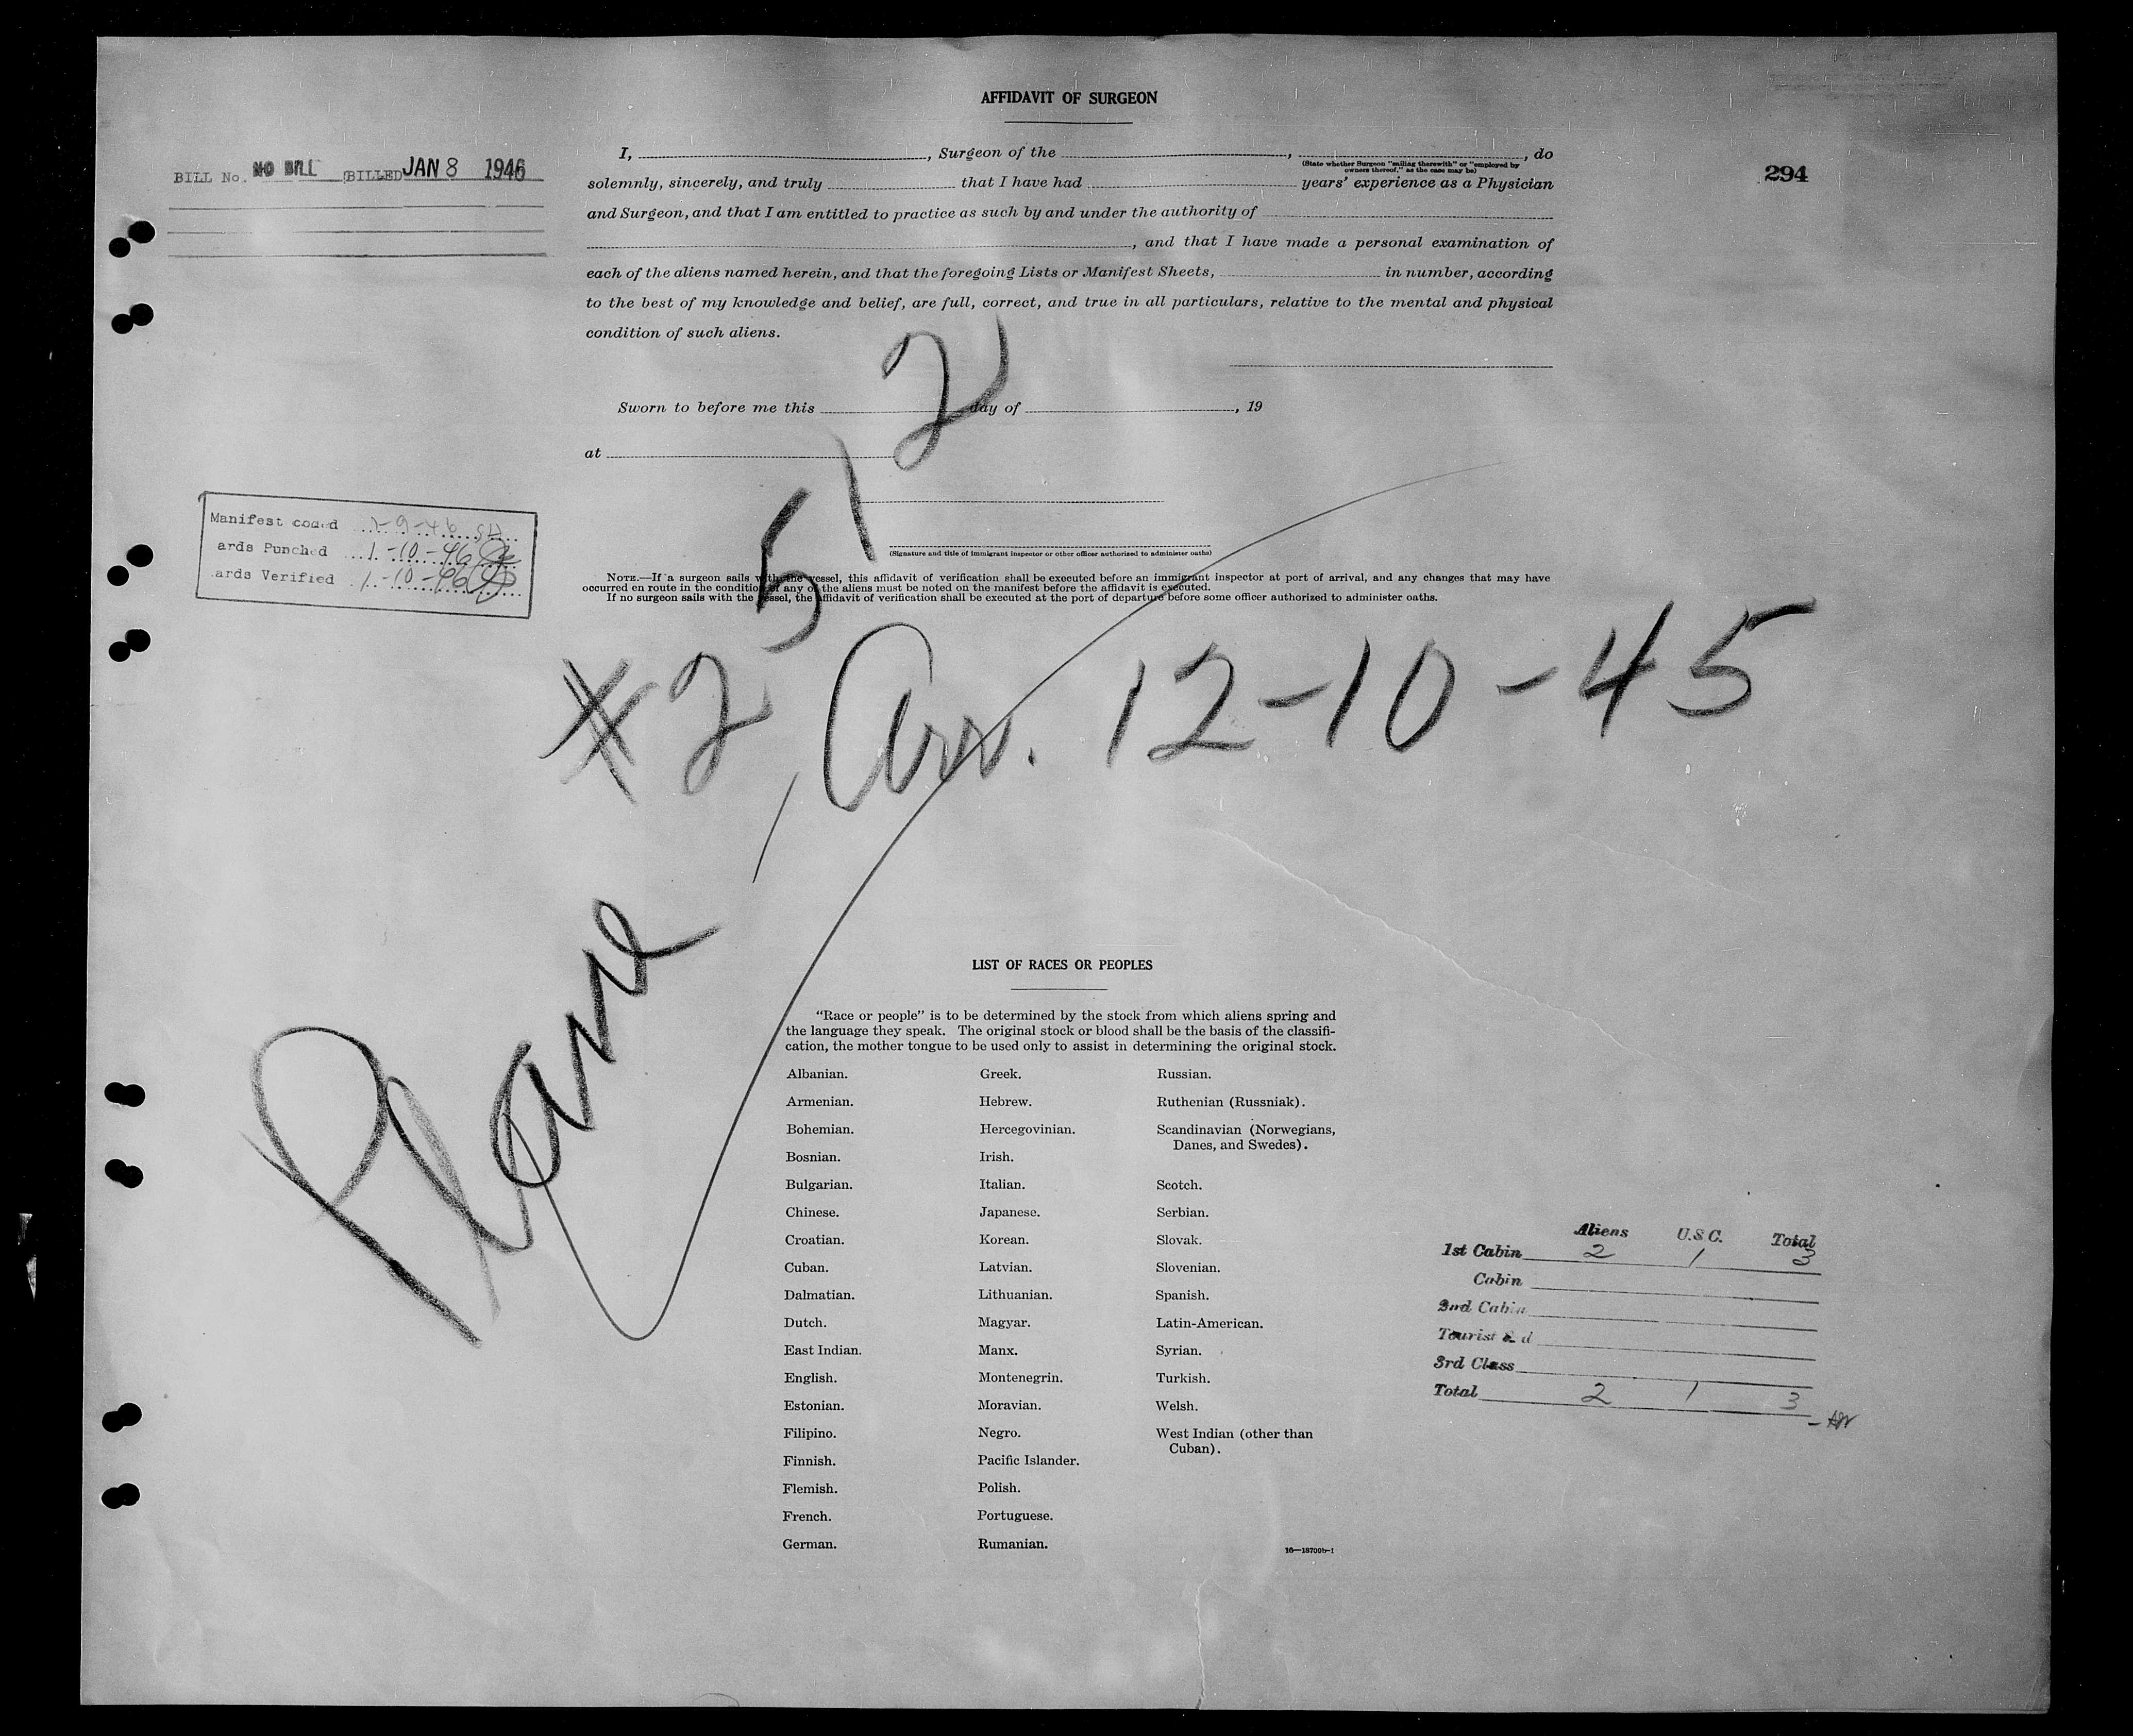 AFFIDAVIT OF SURGEON
BILL No. NO BILL BILLED JAN 8 1946
294
I, , Surgeon of the , , do
(State whether Surgeon "sailing therewith" or "employed by
owners thereof," as the case may be)
solemnly, sincerely, and truly that I have had years' experience as a Physician
and Surgeon, and that I am entitled to practice as such by and under the authority of
, and that I have made a personal examination of
each of the aliens named herein, and that the foregoing Lists or Manifest Sheets, in number, according
to the best of my knowledge and belief, are full, correct, and true in all particulars, relative to the mental and physical
condition of such aliens.
Sworn to before me this day of , 19
at
(Signature and title of immigrant inspector or other officer authorized to administer oaths)
Manifest coded 1-9-46
ards Punched 1-10-46
ards Verified 1-10-46
NOTE.—If a surgeon sails with the vessel, this affidavit of verification shall be executed before an immigrant inspector at port of arrival, and any changes that may have
occurred en route in the condition of any of the aliens must be noted on the manifest before the affidavit is executed.
If no surgeon sails with the vessel, the affidavit of verification shall be executed at the port of departure before some officer authorized to administer oaths.
Plane #2512
Arr. 12-10-45
LIST OF RACES OR PEOPLES
"Race or people" is to be determined by the stock from which aliens spring and
the language they speak. The original stock or blood shall be the basis of the classifi-
cation, the mother tongue to be used only to assist in determining the original stock.
Albanian.
Armenian.
Bohemian.
Bosnian.
Bulgarian.
Chinese.
Croatian.
Cuban.
Dalmatian.
Dutch.
East Indian.
English.
Estonian.
Filipino.
Finnish.
Flemish.
French.
German.
Greek.
Hebrew.
Hercegovinian.
Irish.
Italian.
Japanese.
Korean.
Latvian.
Lithuanian.
Magyar.
Manx.
Montenegrin.
Moravian.
Negro.
Pacific Islander.
Polish.
Portuguese.
Rumanian.
Russian.
Ruthenian (Russniak).
Scandinavian (Norwegians,
Danes, and Swedes).
Scotch.
Serbian.
Slovak.
Slovenian.
Spanish.
Latin-American.
Syrian.
Turkish.
Welsh.
West Indian (other than
Cuban).
16—18709b-1
Aliens U.S.C. Total
1st Cabin 2 1 3
Cabin
2nd Cabin
Tourist
3rd Class
Total 2 1 3